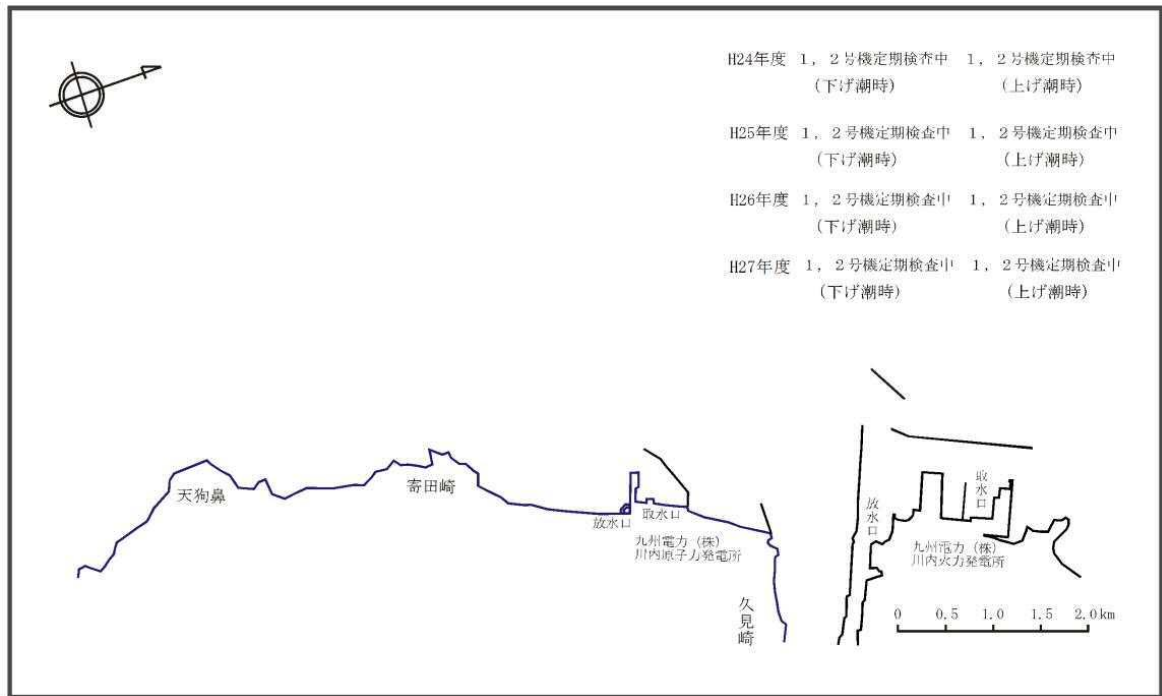 H24年度 1，2号機定期検査中 1，2号機定期検査中
(下げ潮時) (上げ潮時)
H25年度 1，2号機定期検査中 1，2号機定期検査中
(下げ潮時) (上げ潮時)
H26年度 1，2号機定期検査中 1，2号機定期検査中
(下げ潮時) (上げ潮時)
H27年度 1，2号機定期検査中 1，2号機定期検査中
(下げ潮時) (上げ潮時)
天狗鼻
寄田崎
放水口
取水口
九州電力（株）
川内原子力発電所
久見崎
放水口
取水口
九州電力（株）
川内火力発電所
0 0.5 1.0 1.5 2.0km